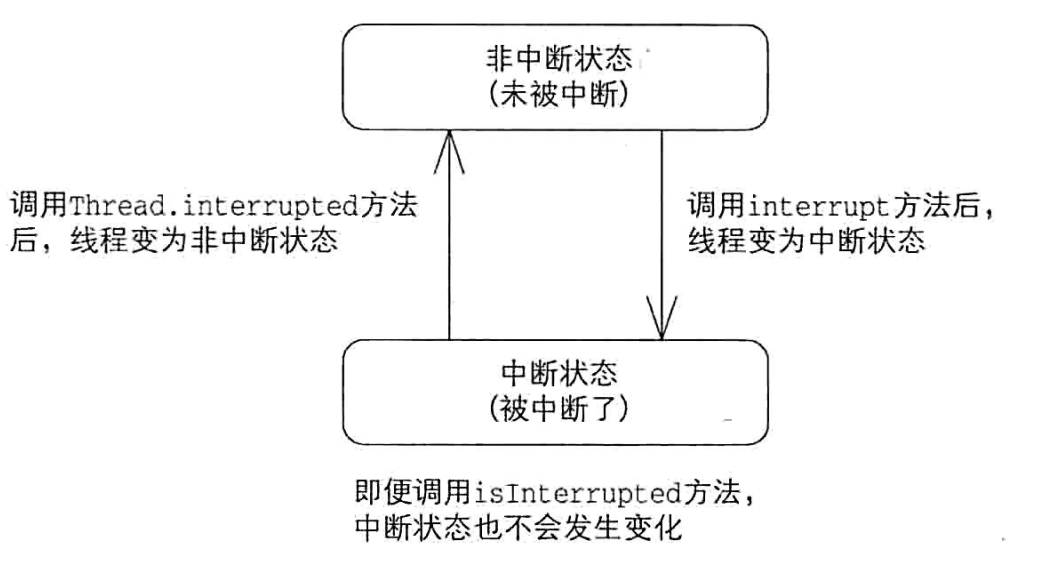 非中断状态
(未被中断)
调用Thread.interrupted方法
后，线程变为非中断状态
调用interrupt方法后，
线程变为中断状态
中断状态
(被中断了)
即便调用isInterrupted方法，
中断状态也不会发生变化